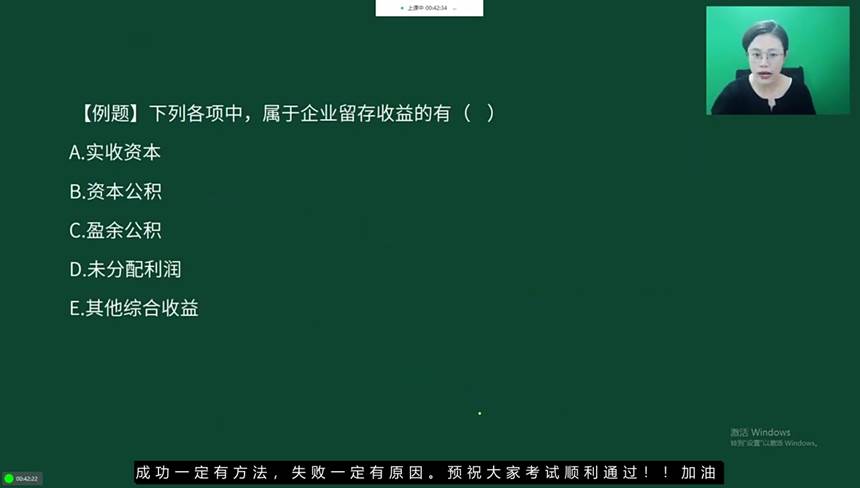 上课中 00:42:34
【例题】下列各项中，属于企业留存收益的有（ ）
A.实收资本
B.资本公积
C.盈余公积
D.未分配利润
E.其他综合收益
激活 Windows
转到"设置"以激活 Windows。
00:42:22
成功一定有方法，失败一定有原因。预祝大家考试顺利通过！！加油